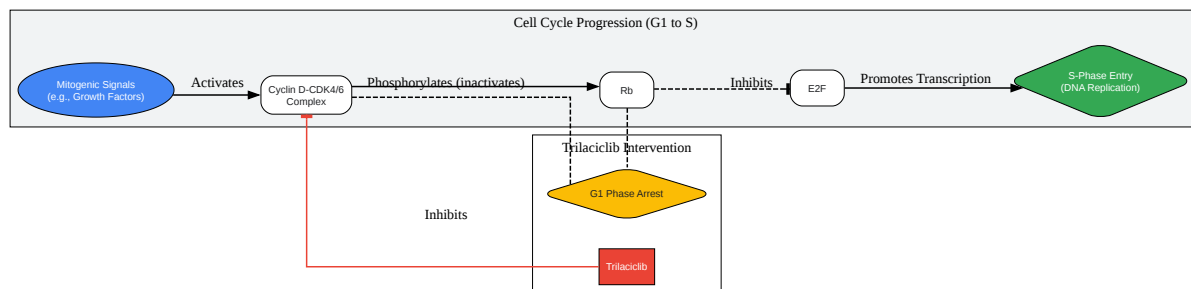 Cell Cycle Progression (G1 to S)
Mitogenic Signals
(e.g., Growth Factors)
Activates
Cyclin D-CDK4/6
Complex
Phosphorylates (inactivates)
Rb
Inhibits
E2F
Promotes Transcription
S-Phase Entry
(DNA Replication)
Trilaciclib Intervention
G1 Phase Arrest
Inhibits
Trilaciclib